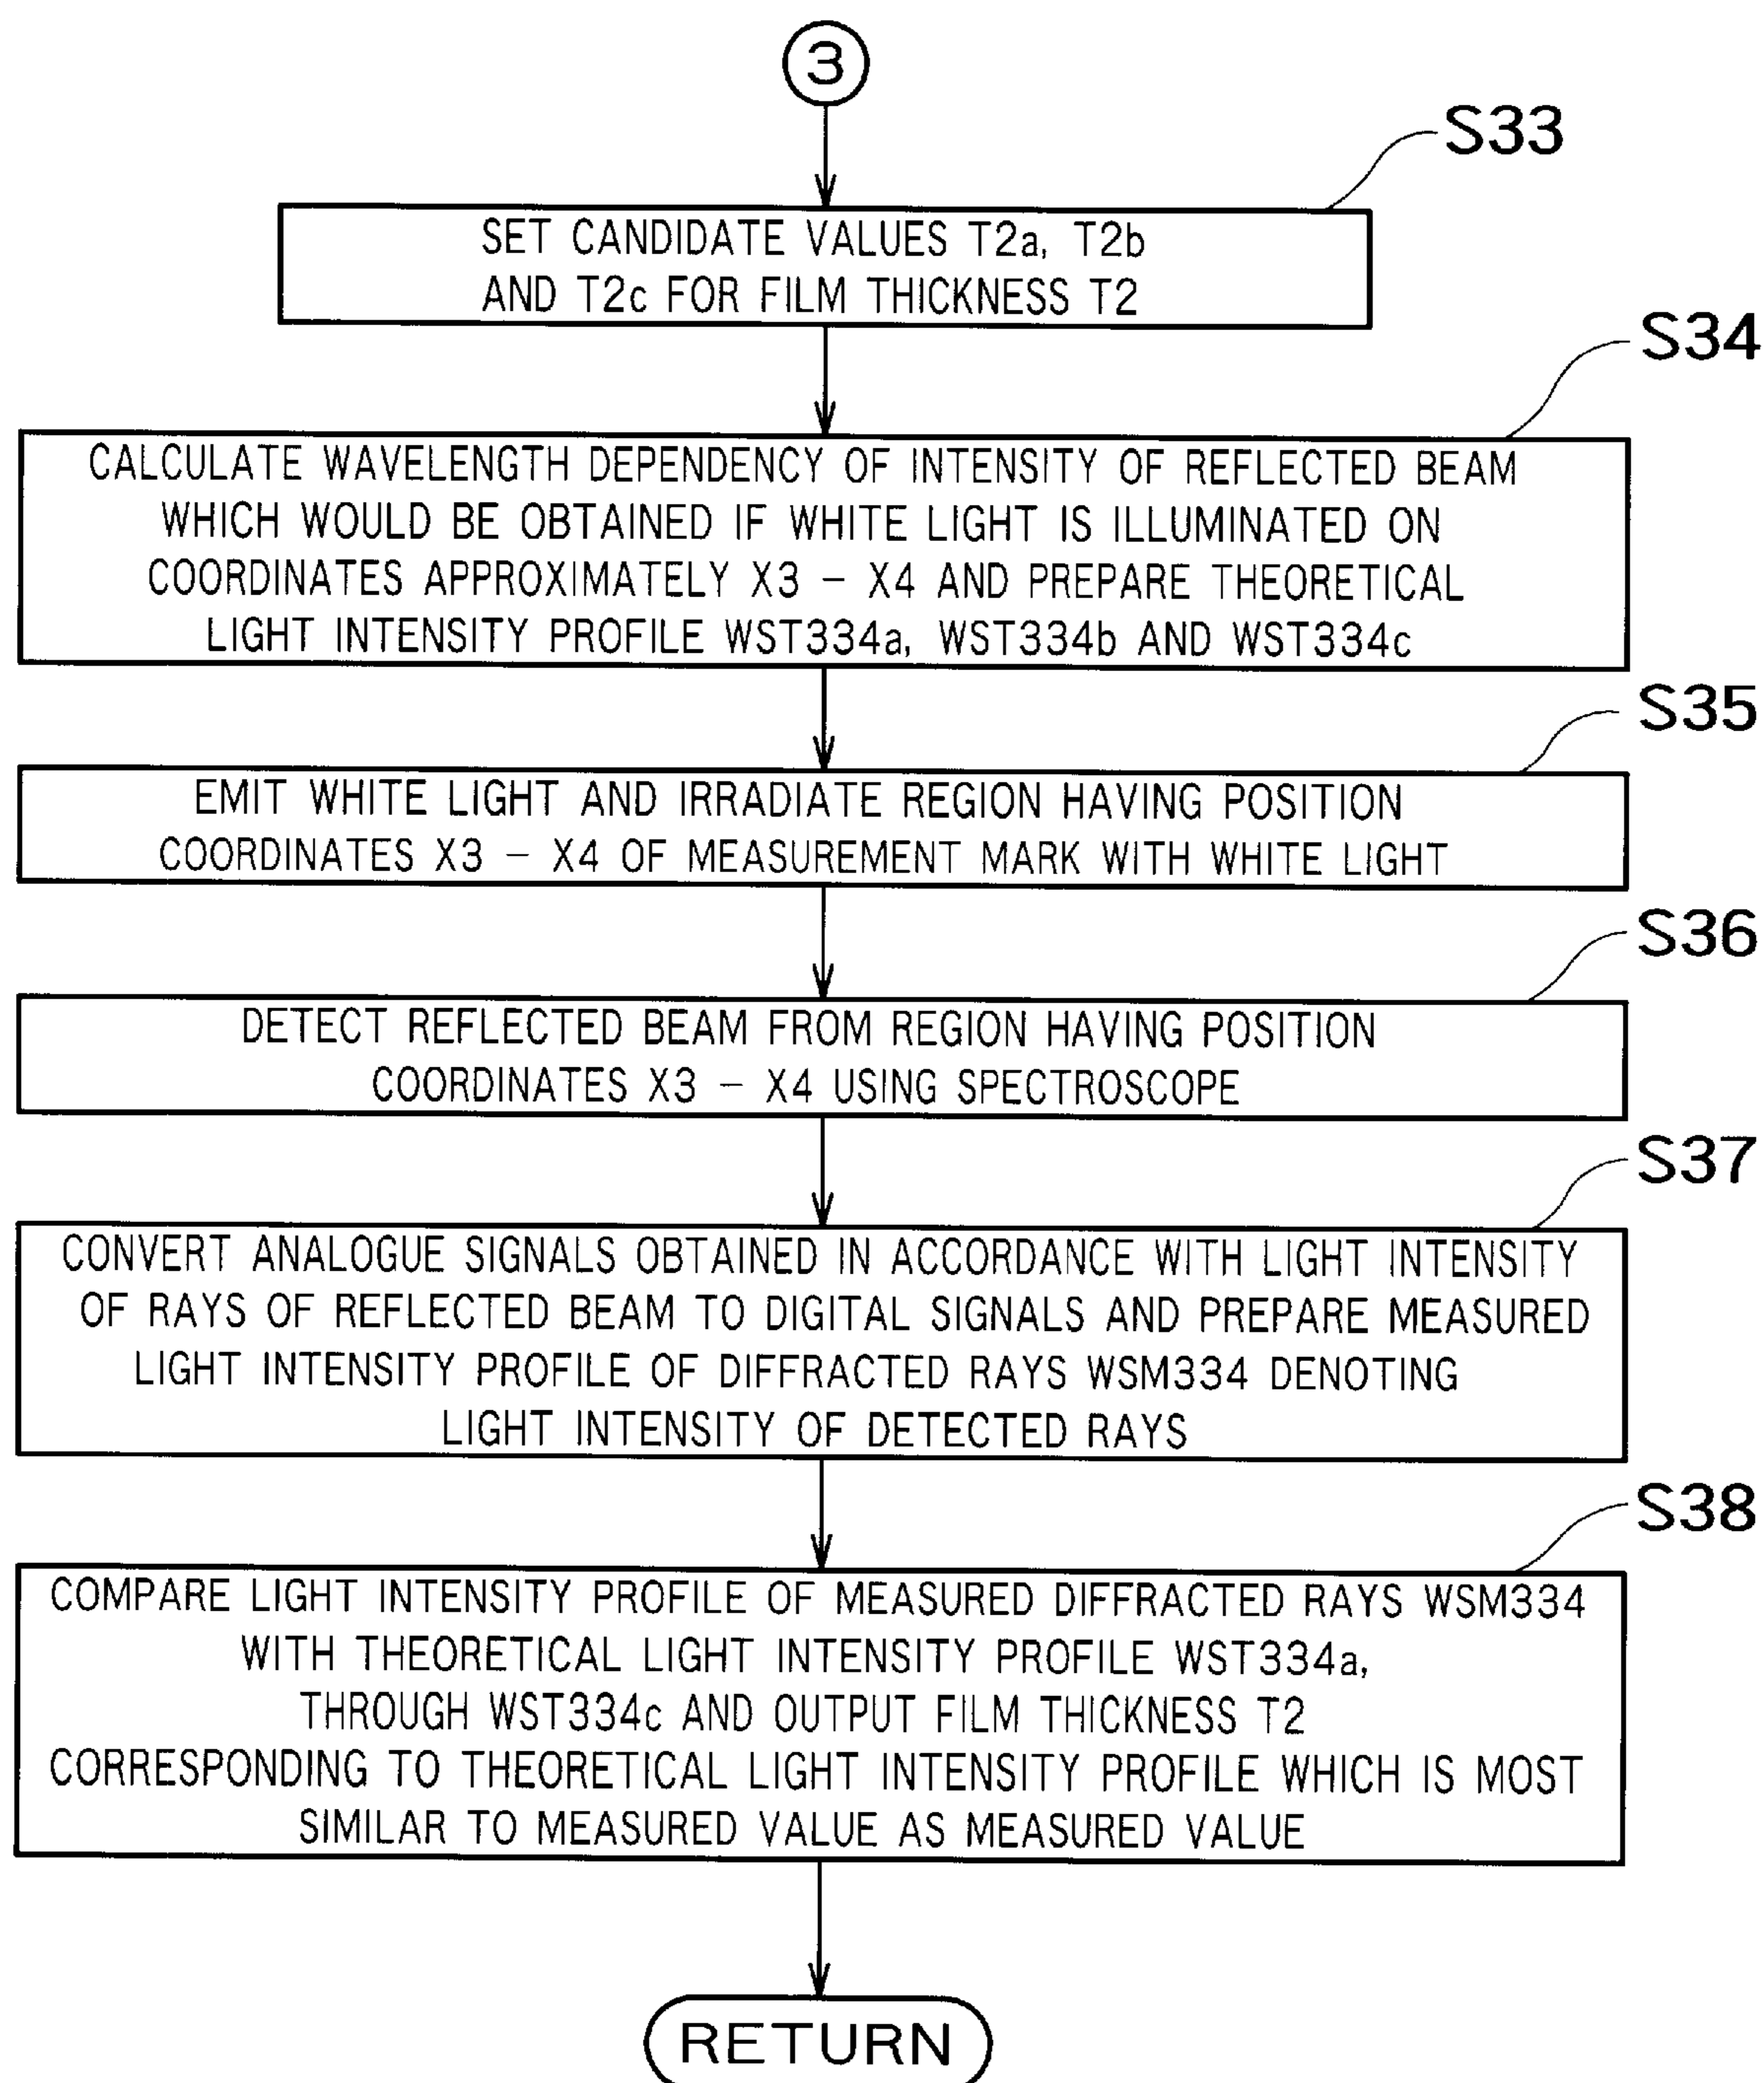 3
S33
SET CANDIDATE VALUES T2a, T2b
AND T2c FOR FILM THICKNESS T2
S34
CALCULATE WAVELENGTH DEPENDENCY OF INTENSITY OF REFLECTED BEAM
WHICH WOULD BE OBTAINED IF WHITE LIGHT IS ILLUMINATED ON
COORDINATES APPROXIMATELY X3 - X4 AND PREPARE THEORETICAL
LIGHT INTENSITY PROFILE WST334a, WST334b AND WST334c
S35
EMIT WHITE LIGHT AND IRRADIATE REGION HAVING POSITION
COORDINATES X3 - X4 OF MEASUREMENT MARK WITH WHITE LIGHT
S36
DETECT REFLECTED BEAM FROM REGION HAVING POSITION
COORDINATES X3 - X4 USING SPECTROSCOPE
S37
CONVERT ANALOGUE SIGNALS OBTAINED IN ACCORDANCE WITH LIGHT INTENSITY
OF RAYS OF REFLECTED BEAM TO DIGITAL SIGNALS AND PREPARE MEASURED
LIGHT INTENSITY PROFILE OF DIFFRACTED RAYS WSM334 DENOTING
LIGHT INTENSITY OF DETECTED RAYS
S38
COMPARE LIGHT INTENSITY PROFILE OF MEASURED DIFFRACTED RAYS WSM334
WITH THEORETICAL LIGHT INTENSITY PROFILE WST334a,
THROUGH WST334c AND OUTPUT FILM THICKNESS T2
CORRESPONDING TO THEORETICAL LIGHT INTENSITY PROFILE WHICH IS MOST
SIMILAR TO MEASURED VALUE AS MEASURED VALUE
RETURN